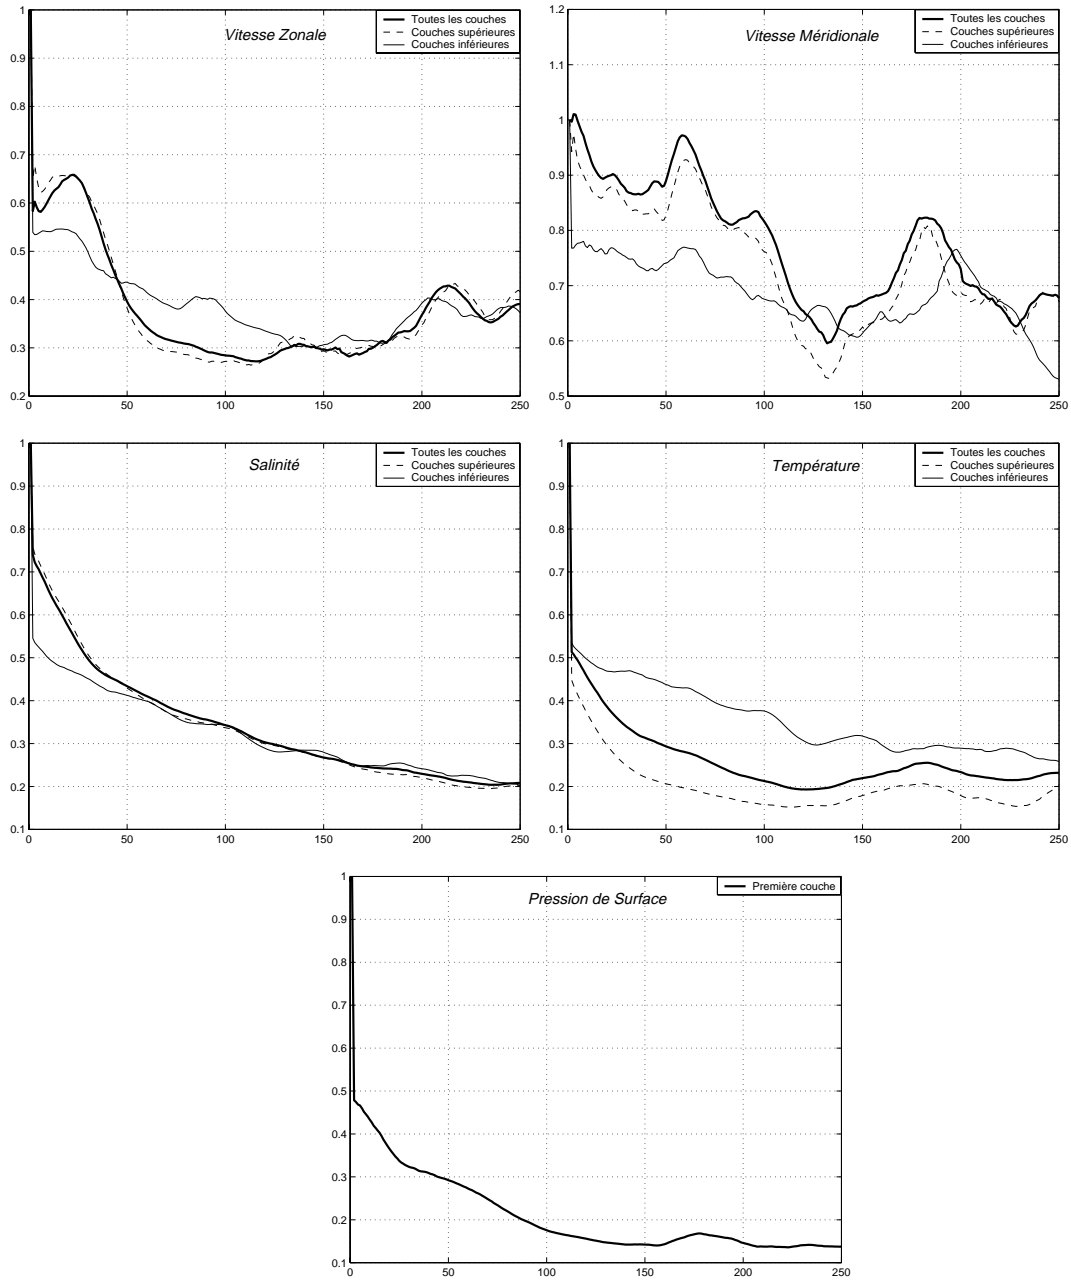 Vitesse Zonale
Toutes les couches
Couches supérieures
Couches inférieures
1
0.9
0.8
0.7
0.6
0.5
0.4
0.3
0.2
0 50 100 150 200 250
Vitesse Méridionale
Toutes les couches
Couches supérieures
Couches inférieures
1.2
1.1
1
0.9
0.8
0.7
0.6
0.5
0 50 100 150 200 250
Salinité
Toutes les couches
Couches supérieures
Couches inférieures
1
0.9
0.8
0.7
0.6
0.5
0.4
0.3
0.2
0.1
0 50 100 150 200 250
Température
Toutes les couches
Couches supérieures
Couches inférieures
1
0.9
0.8
0.7
0.6
0.5
0.4
0.3
0.2
0.1
0 50 100 150 200 250
Pression de Surface
Première couche
1
0.9
0.8
0.7
0.6
0.5
0.4
0.3
0.2
0.1
0 50 100 150 200 250